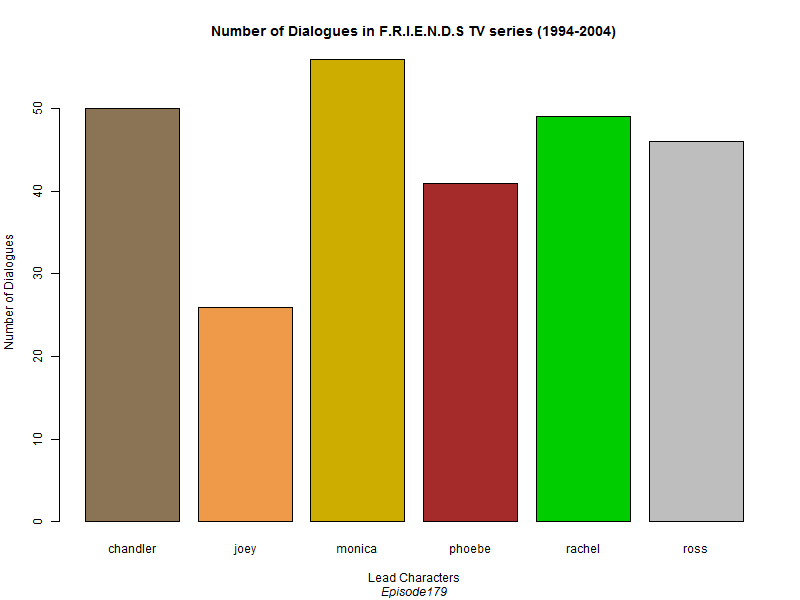 Number of Dialogues in F.R.I.E.N.D.S TV series (1994-2004)
Number of Dialogues
50
40
30
20
10
0
chandler joey monica phoebe rachel ross
Lead Characters
Episode179